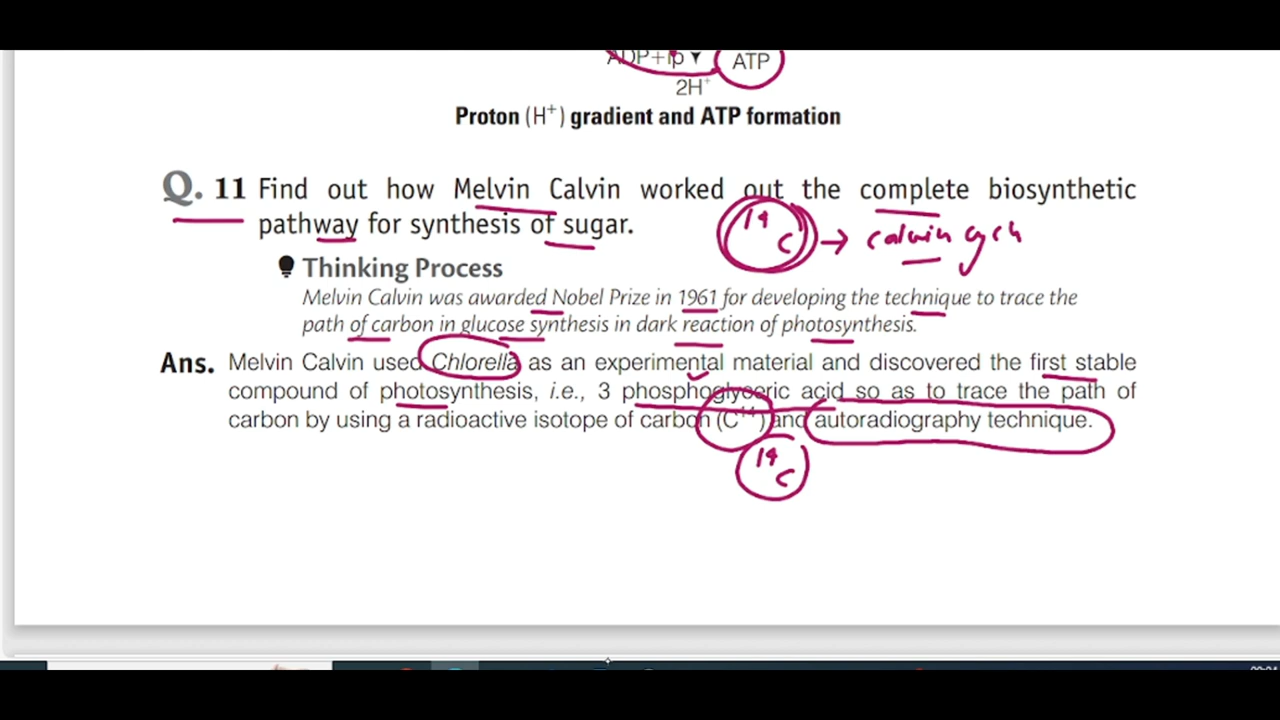 ADP+ip ATP
2H⁺
Proton (H⁺) gradient and ATP formation
Q. 11 Find out how Melvin Calvin worked out the complete biosynthetic
pathway for synthesis of sugar.
14 C → calvin
Thinking Process
Melvin Calvin was awarded Nobel Prize in 1961 for developing the technique to trace the
path of carbon in glucose synthesis in dark reaction of photosynthesis.
Ans. Melvin Calvin used Chlorella as an experimental material and discovered the first stable
compound of photosynthesis, i.e., 3 phosphoglyceric acid so as to trace the path of
carbon by using a radioactive isotope of carbon (C¹⁴) and autoradiography technique.
14 C